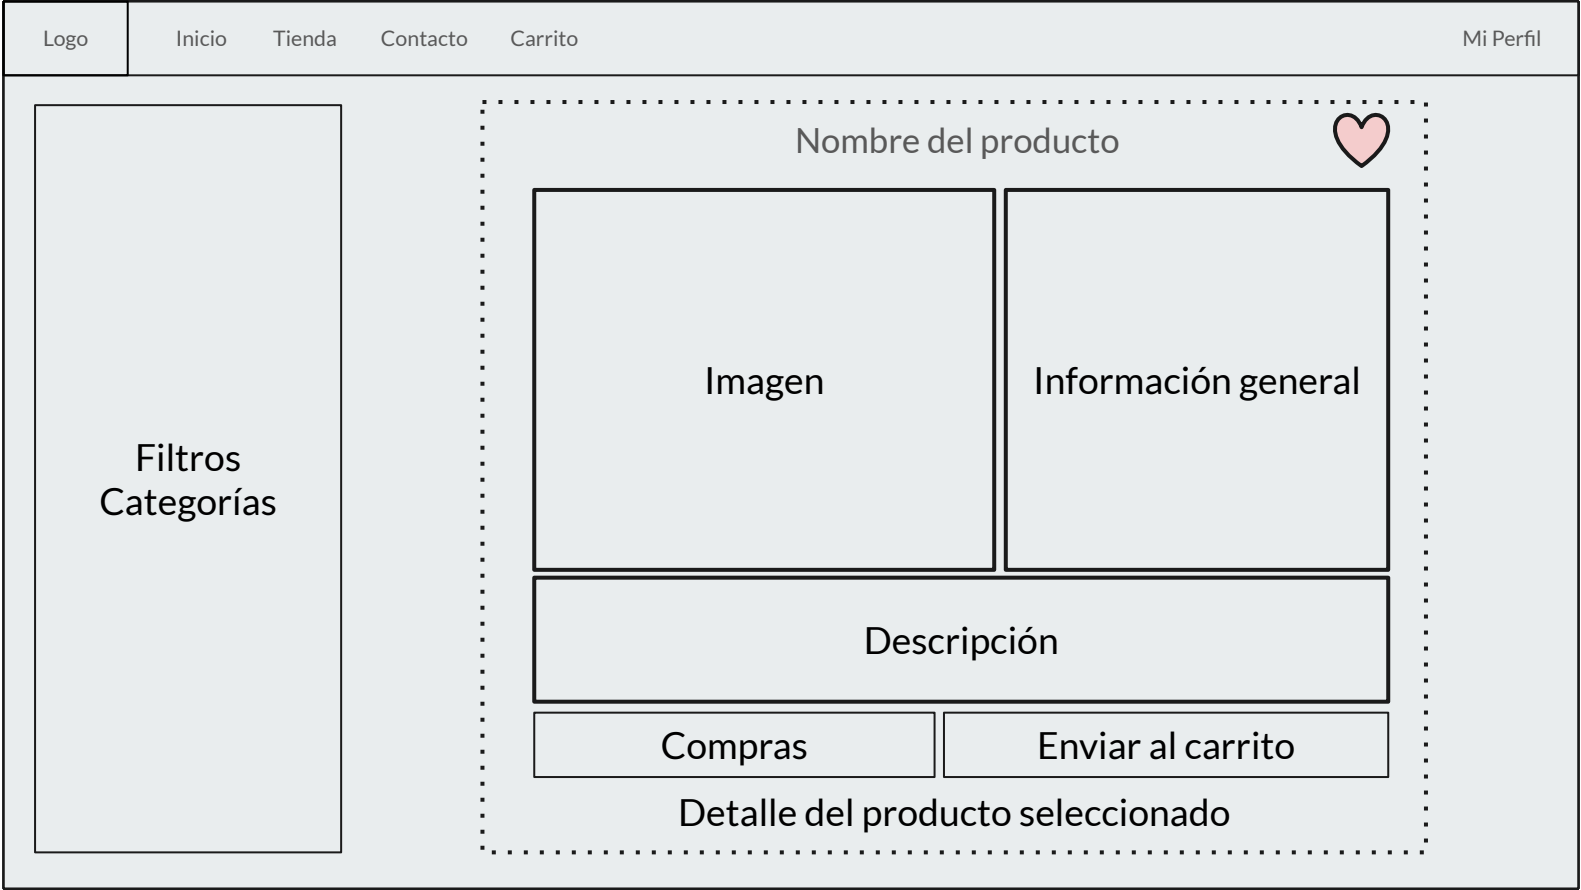 Logo
Inicio
Tienda
Contacto
Carrito
Mi Perfil
Filtros
Categorías
Nombre del producto
Imagen
Información general
Descripción
Compras
Enviar al carrito
Detalle del producto seleccionado